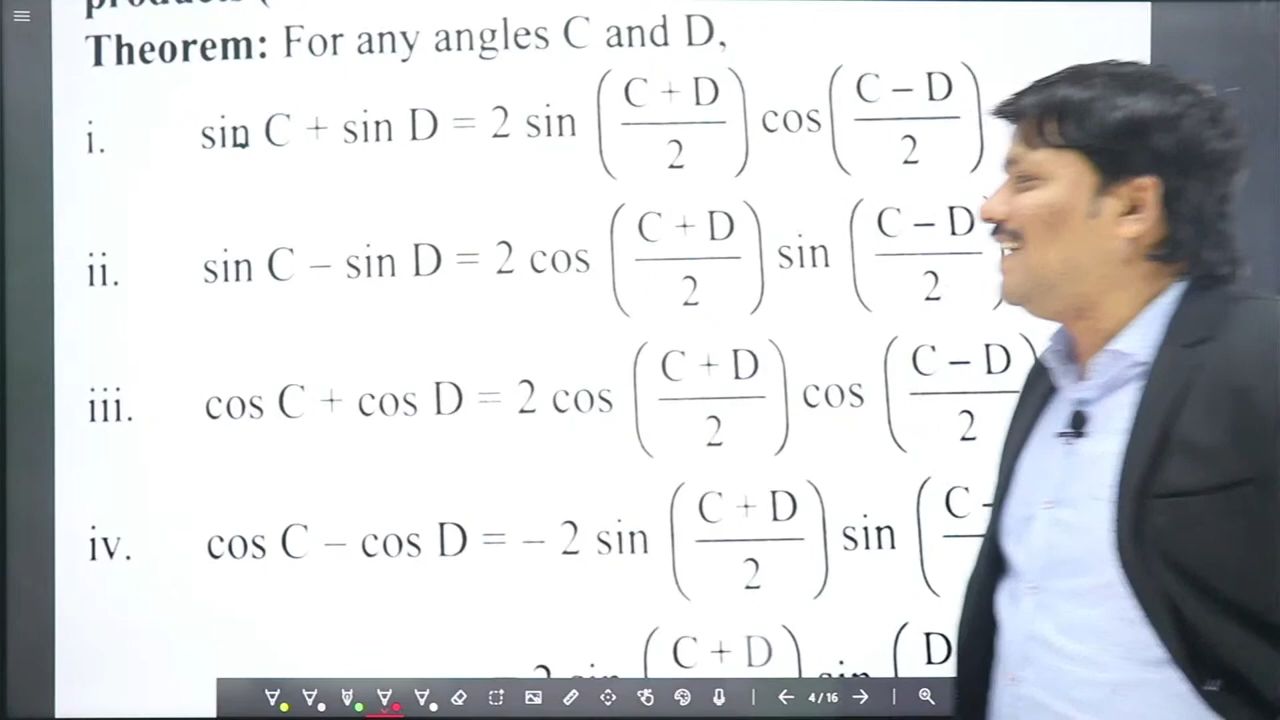 Theorem: For any angles C and D,
i. sin C + sin D = 2 sin ((C + D)/2) cos ((C – D)/2)
ii. sin C – sin D = 2 cos ((C + D)/2) sin ((C – D)/2)
iii. cos C + cos D = 2 cos ((C + D)/2) cos ((C – D)/2)
iv. cos C – cos D = – 2 sin ((C + D)/2) sin (C -
(C + D) (D
4/16